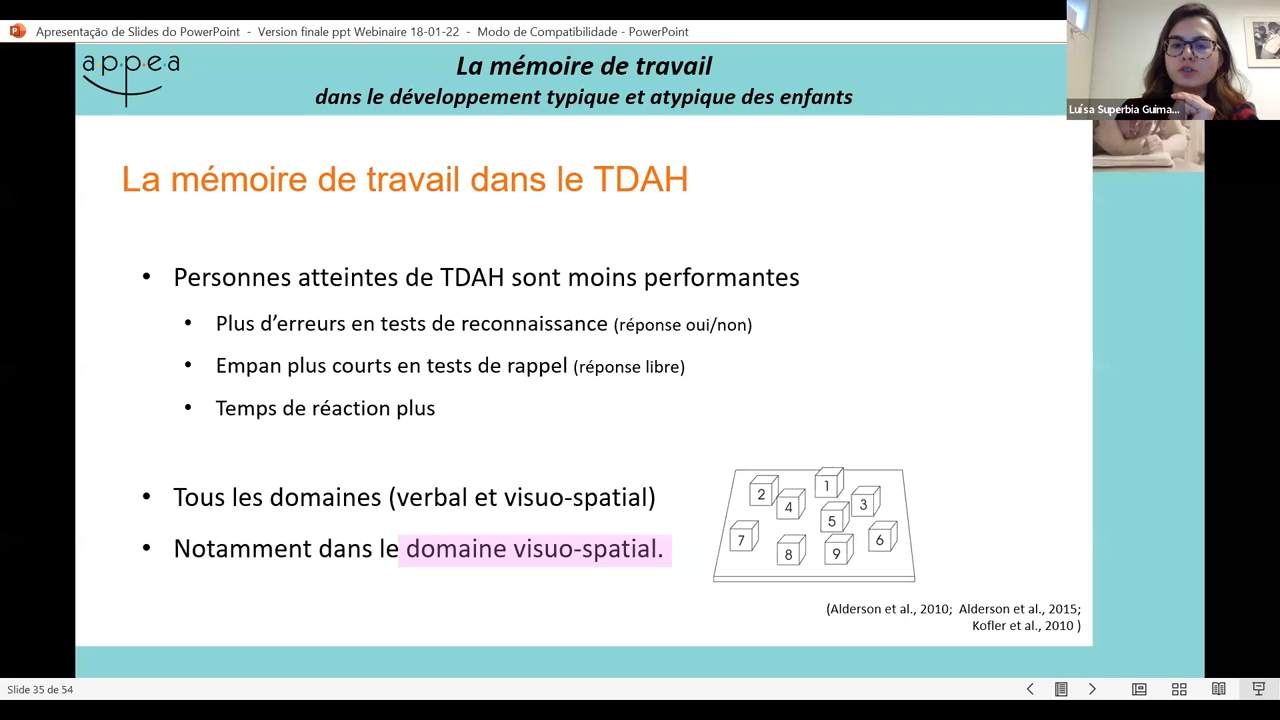 Apresentação de Slides do PowerPoint - Version finale ppt Webinaire 18-01-22 - Modo de Compatibilidade - PowerPoint
appea
La mémoire de travail
dans le développement typique et atypique des enfants
Luísa Superbia Guima...
La mémoire de travail dans le TDAH
• Personnes atteintes de TDAH sont moins performantes
• Plus d’erreurs en tests de reconnaissance (réponse oui/non)
• Empan plus courts en tests de rappel (réponse libre)
• Temps de réaction plus
• Tous les domaines (verbal et visuo-spatial)
• Notamment dans le domaine visuo-spatial.
1
2
3
4
5
6
7
8
9
(Alderson et al., 2010; Alderson et al., 2015;
Kofler et al., 2010 )
Slide 35 de 54